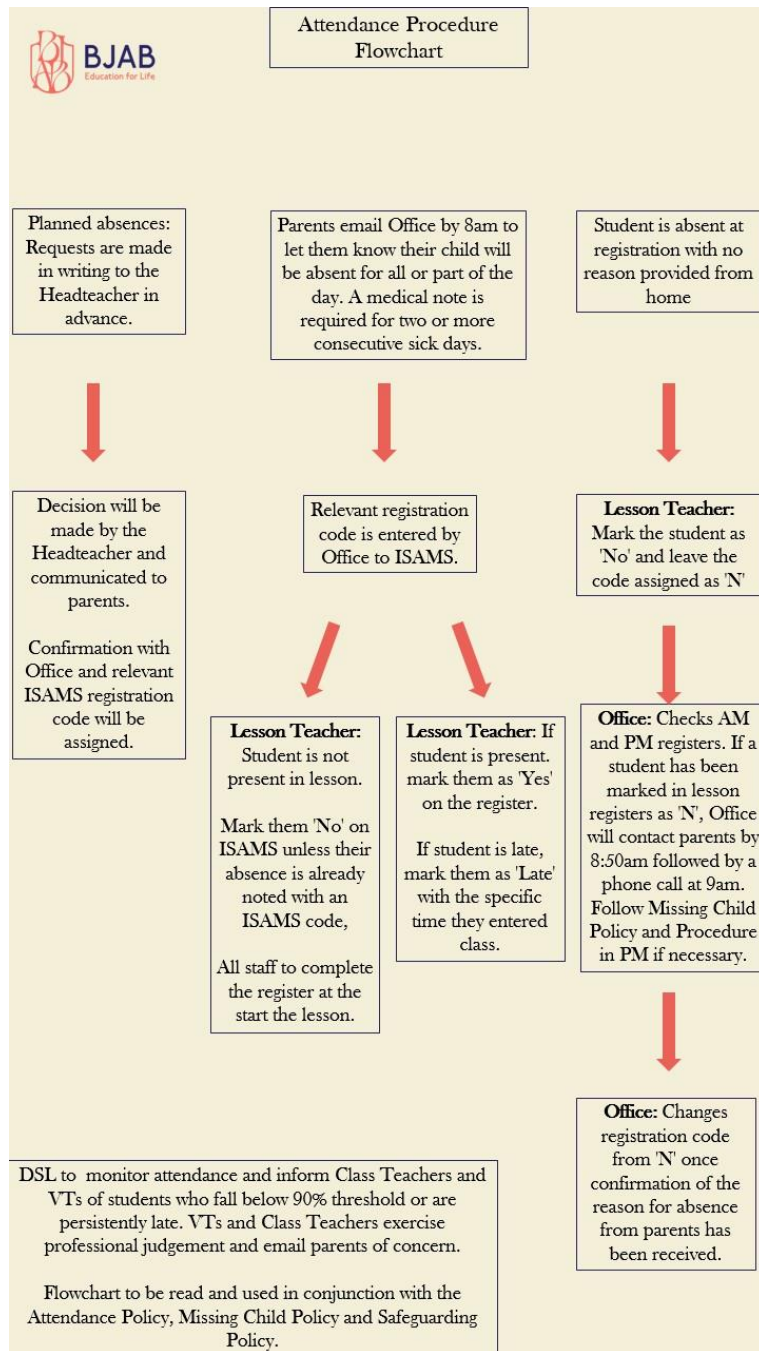 Attendance Procedure
Flowchart
BJAB
Education for Life
Planned absences:
Requests are made
in writing to the
Headteacher in
advance.
Parents email Office by 8am to
let them know their child will
be absent for all or part of the
day. A medical note is
required for two or more
consecutive sick days.
Student is absent at
registration with no
reason provided from
home
Decision will be
made by the
Headteacher and
communicated to
parents.
Confirmation with
Office and relevant
ISAMS registration
code will be
assigned.
Relevant registration
code is entered by
Office to ISAMS.
Lesson Teacher:
Mark the student as
'No' and leave the
code assigned as 'N'
Lesson Teacher:
Student is not
present in lesson.
Mark them 'No' on
ISAMS unless their
absence is already
noted with an
ISAMS code,
All staff to complete
the register at the
start the lesson.
Lesson Teacher: If
student is present.
mark them as 'Yes'
on the register.
If student is late,
mark them as 'Late'
with the specific
time they entered
class.
Office: Checks AM
and PM registers. If a
student has been
marked in lesson
registers as 'N', Office
will contact parents by
8:50am followed by a
phone call at 9am.
Follow Missing Child
Policy and Procedure
in PM if necessary.
Office: Changes
registration code
from 'N' once
confirmation of the
reason for absence
from parents has
been received.
DSL to monitor attendance and inform Class Teachers and
VTs of students who fall below 90% threshold or are
persistently late. VTs and Class Teachers exercise
professional judgement and email parents of concern.
Flowchart to be read and used in conjunction with the
Attendance Policy, Missing Child Policy and Safeguarding
Policy.